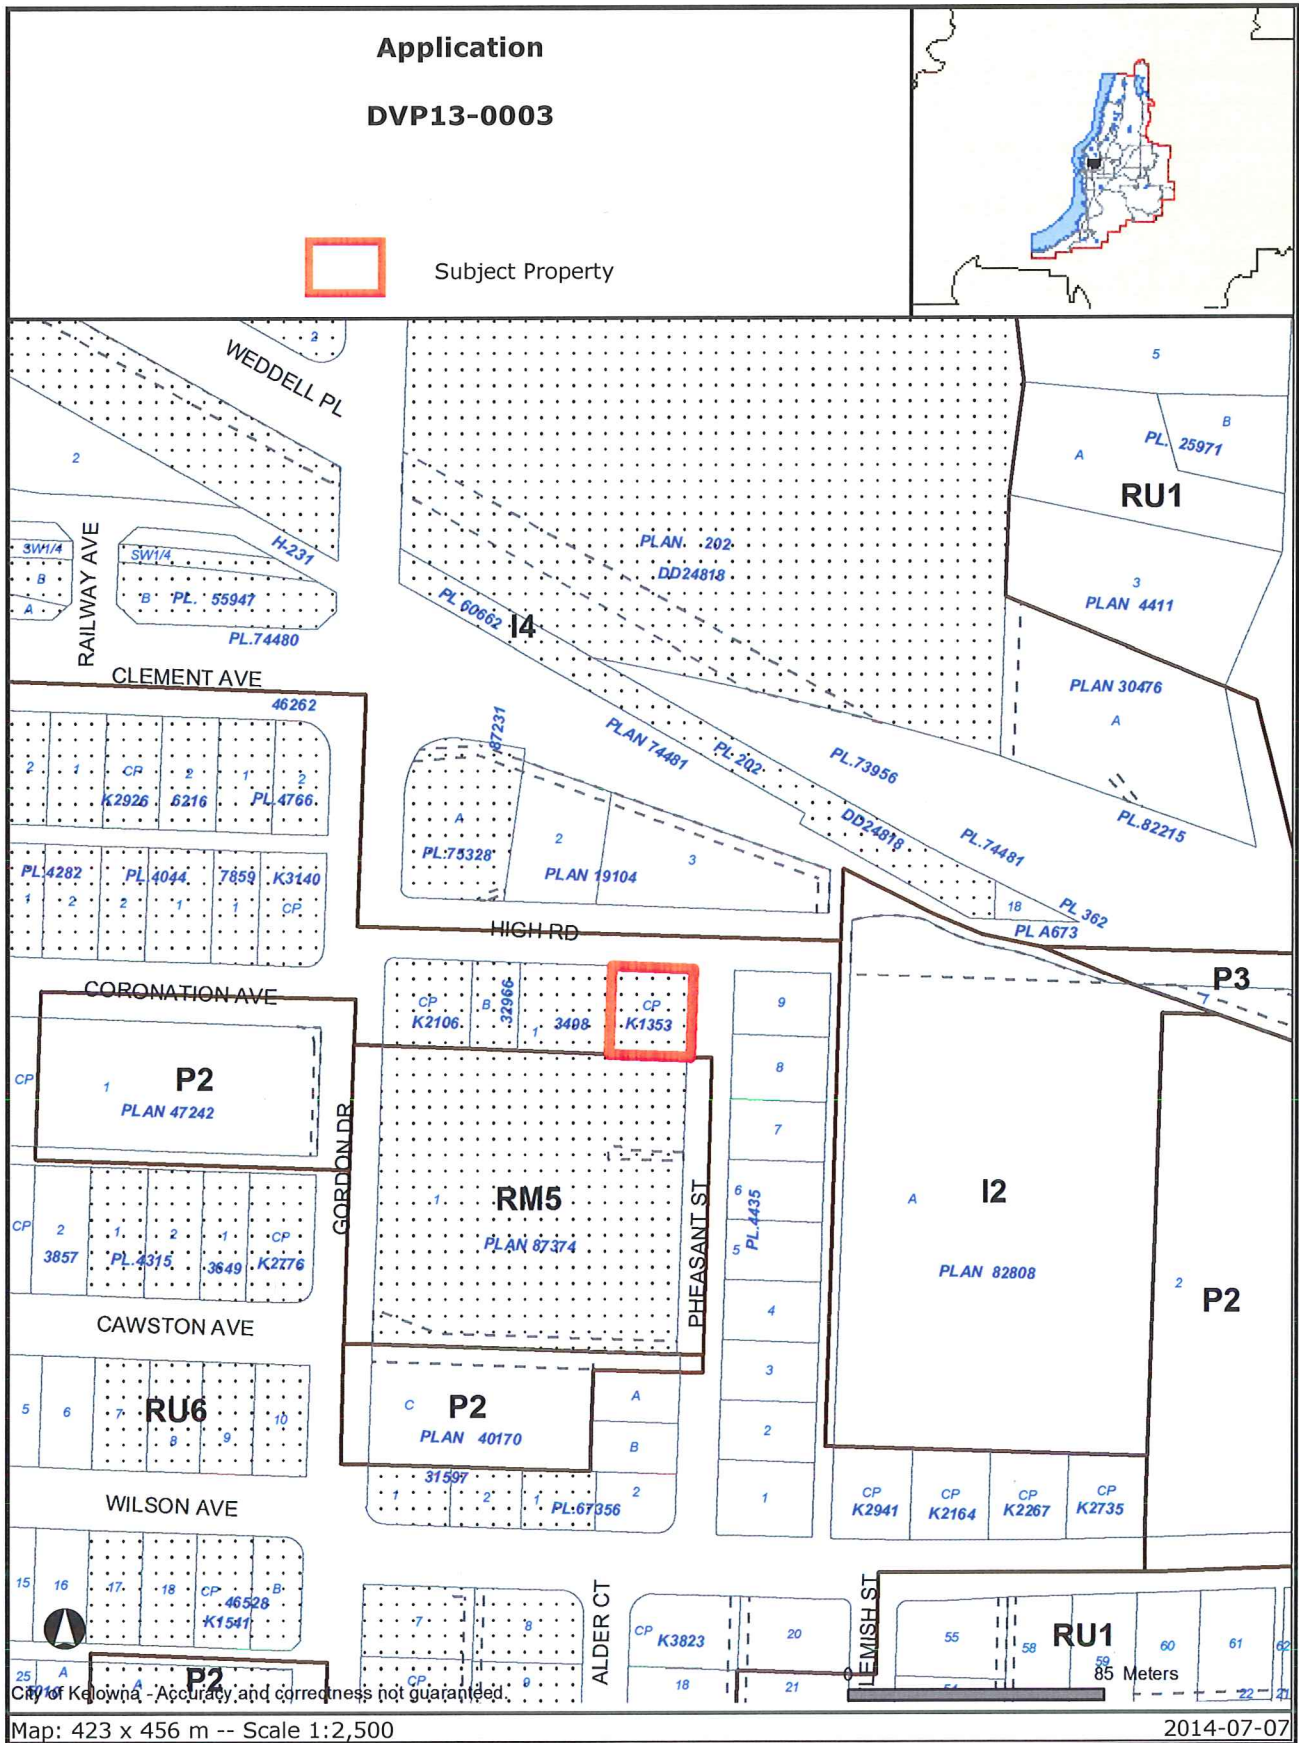 Application
DVP13-0003
Subject Property
2
WEDDELL PL
5
B
PL. 25971
A
RU1
2
RAILWAY AVE
SW1/4
B
A
SW1/4
H-231
B PL. 55947
PL.74480
PLAN 202
DD24818
3
PLAN 4411
PL 60662
I4
CLEMENT AVE
46262
PLAN 30476
A
87231
PLAN 74481
PL 202
PL.73956
2 1 CP 2 1 2
K2926 6216 PL.4766
A
PL.75328
2
3
PLAN 19104
DD24818
PL.74481
PL.82215
PL.4282 PL.4044 7859 K3140
1 2 2 1 1 CP
18
PL 362
PL A673
HIGH RD
P3
7
CORONATION AVE
CP
K2106
B
32966
1 3408
CP
K1353
9
8
7
6
5
PL.4435
4
3
2
1
CP
1
P2
PLAN 47242
GORDON DR
1
RM5
PLAN 87374
PHEASANT ST
A
I2
PLAN 82808
2
P2
CP 2 1 2 1 CP
3857 PL.4315 3649 K2776
CAWSTON AVE
5 6 7 8 9 10
RU6
C
P2
PLAN 40170
A
B
31597
1 2 1 PL.67356 2
WILSON AVE
CP
K2941
CP
K2164
CP
K2267
CP
K2735
15 16 17 18 CP B
46528
K1541
7 8
CP 9
ALDER CT
CP K3823
20
18 21
LEMISH ST
55 58 59 60 61 62
RU1
22 21
25 A A
P2
0
85 Meters
City of Kelowna - Accuracy and correctness not guaranteed.
Map: 423 x 456 m -- Scale 1:2,500
2014-07-07